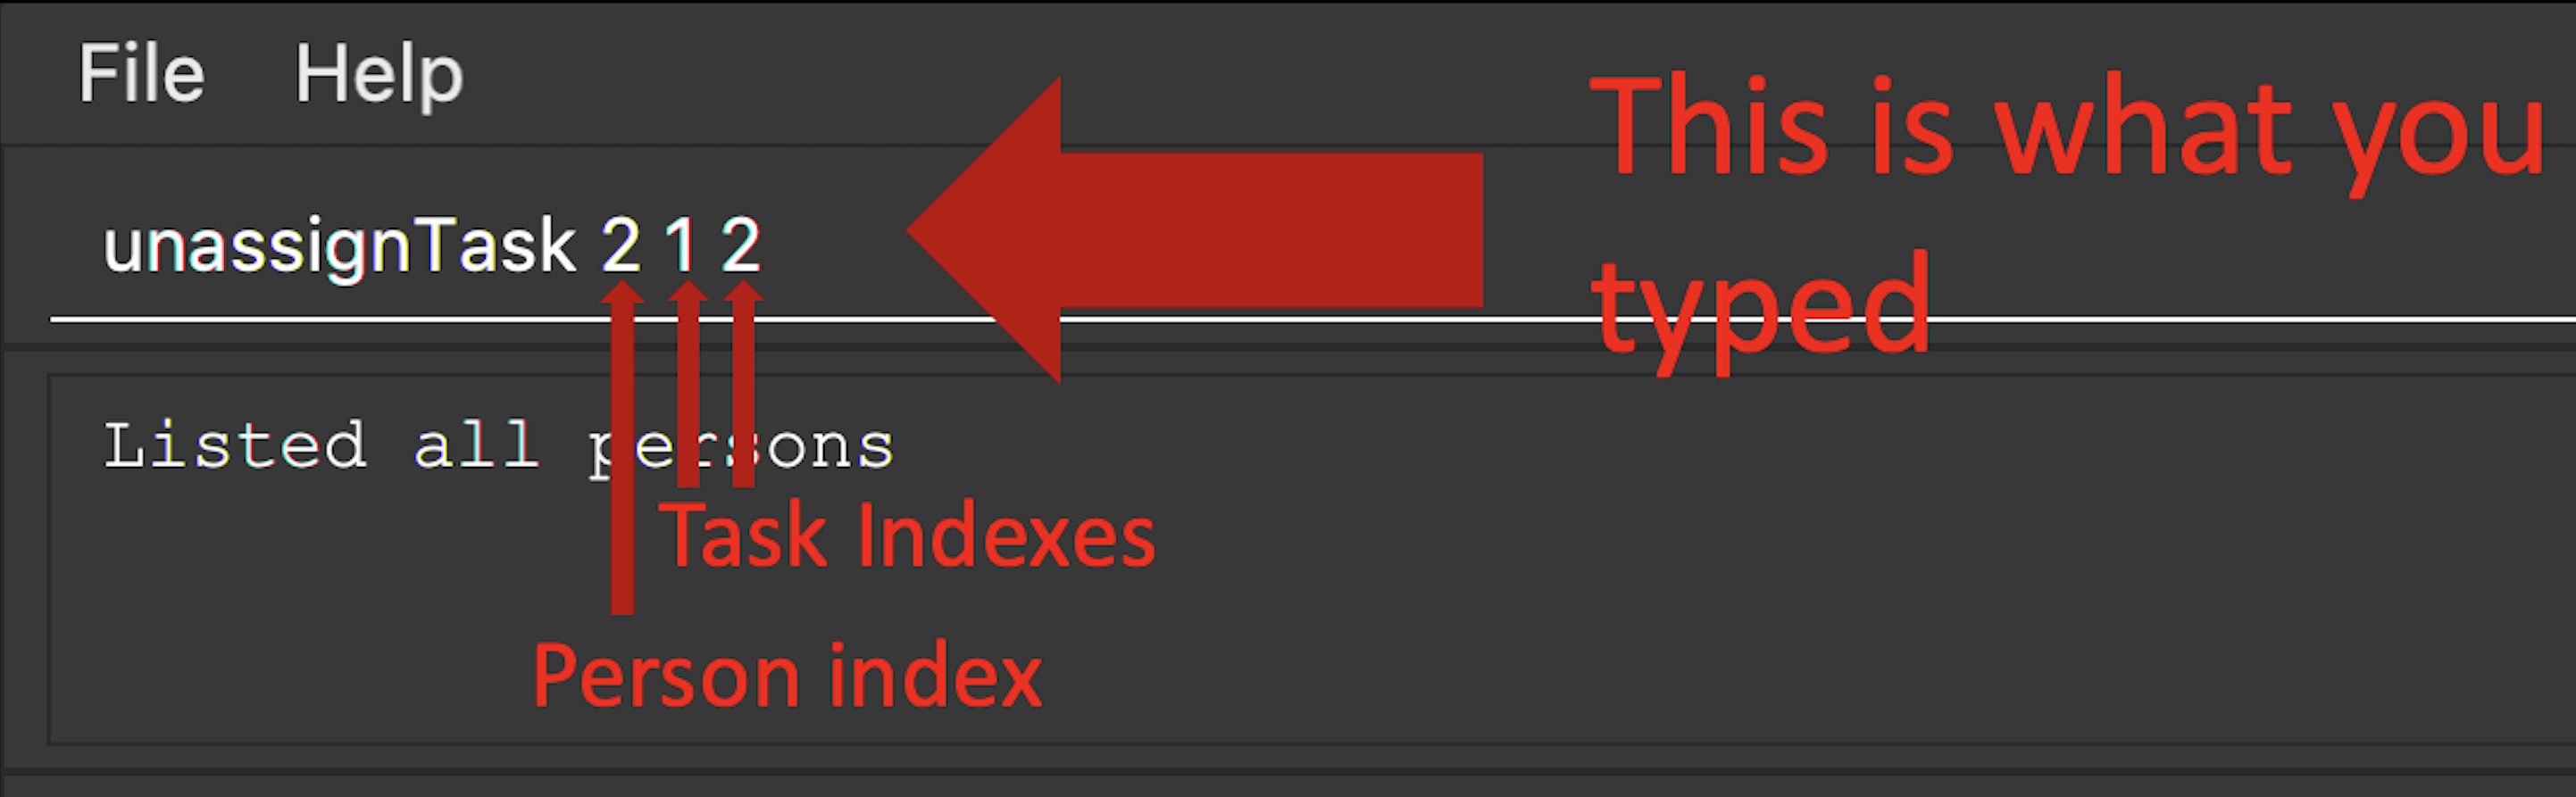 File Help
This is what you
typed
unassignTask 2 1 2
Listed all persons
Task Indexes
Person index